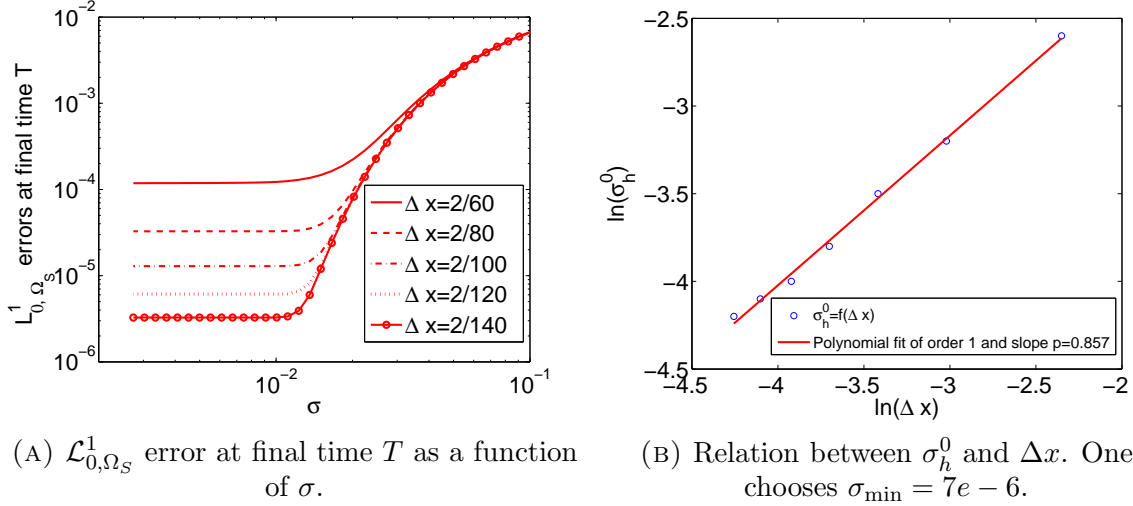 10^{-2}
10^{-3}
10^{-4}
10^{-5}
10^{-6}
L^1_{0, Ω_S} errors at final time T
Δ x=2/60
Δ x=2/80
Δ x=2/100
Δ x=2/120
Δ x=2/140
10^{-2}
10^{-1}
σ
(A) \mathcal{L}^1_{0,Ω_S} error at final time T as a function
of σ.
−2.5
−3
−3.5
−4
−4.5
ln(σ_h^0)
σ_h^0=f(Δ x)
Polynomial fit of order 1 and slope p=0.857
−4.5
−4
−3.5
−3
−2.5
−2
ln(Δ x)
(B) Relation between σ_h^0 and Δx. One
chooses σ_{min} = 7e − 6.